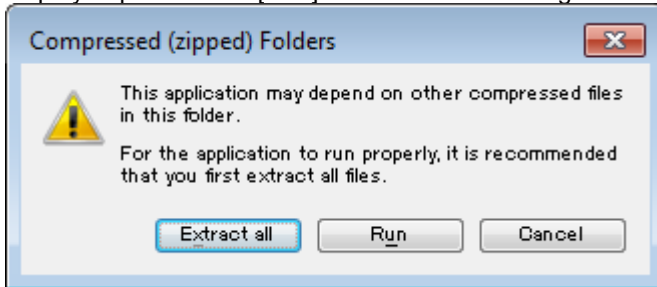 Compressed (zipped) Folders
This application may depend on other compressed files
in this folder.
For the application to run properly, it is recommended
that you first extract all files.
Extract all
Run
Cancel